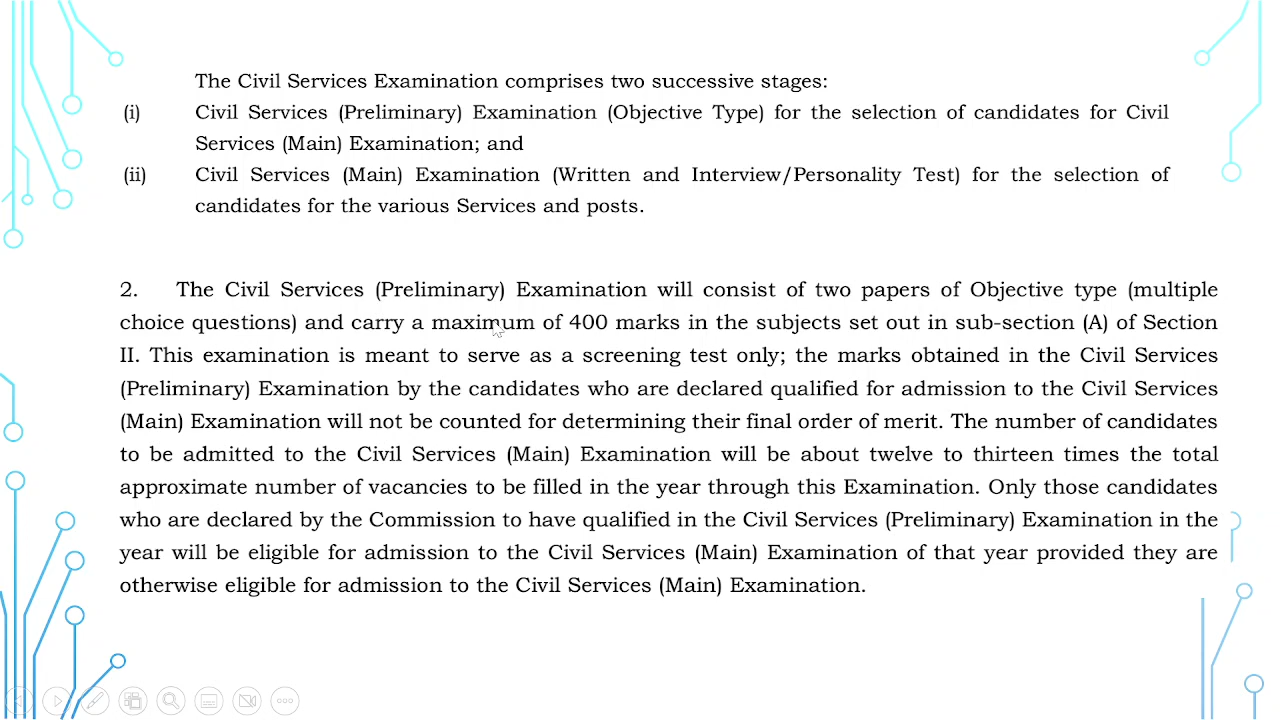 The Civil Services Examination comprises two successive stages:
(i) Civil Services (Preliminary) Examination (Objective Type) for the selection of candidates for Civil
Services (Main) Examination; and
(ii) Civil Services (Main) Examination (Written and Interview/Personality Test) for the selection of
candidates for the various Services and posts.
2. The Civil Services (Preliminary) Examination will consist of two papers of Objective type (multiple
choice questions) and carry a maximum of 400 marks in the subjects set out in sub-section (A) of Section
II. This examination is meant to serve as a screening test only; the marks obtained in the Civil Services
(Preliminary) Examination by the candidates who are declared qualified for admission to the Civil Services
(Main) Examination will not be counted for determining their final order of merit. The number of candidates
to be admitted to the Civil Services (Main) Examination will be about twelve to thirteen times the total
approximate number of vacancies to be filled in the year through this Examination. Only those candidates
who are declared by the Commission to have qualified in the Civil Services (Preliminary) Examination in the
year will be eligible for admission to the Civil Services (Main) Examination of that year provided they are
otherwise eligible for admission to the Civil Services (Main) Examination.